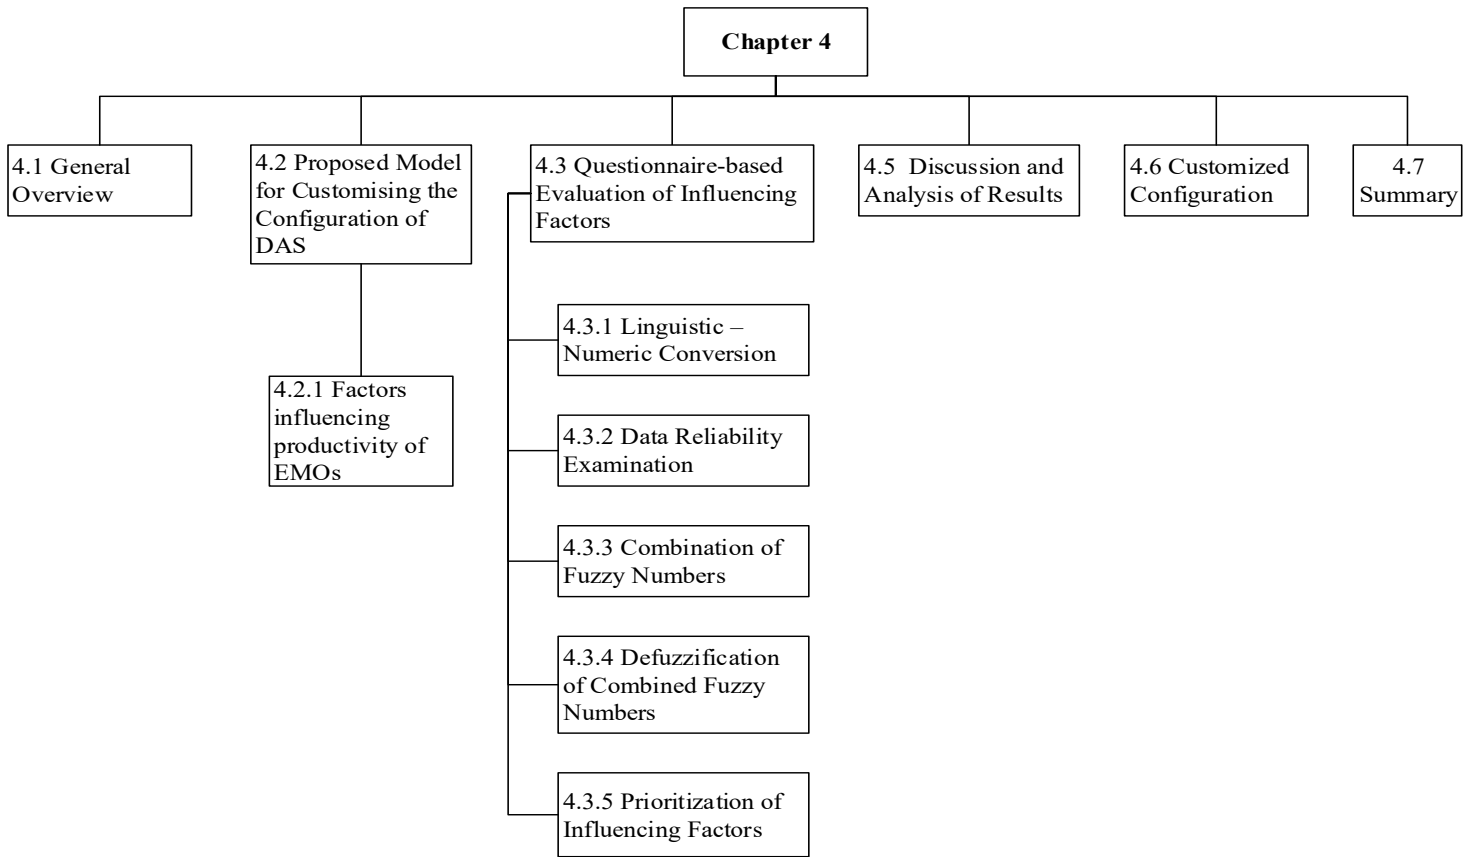 Chapter 4
4.1 General
Overview
4.2 Proposed Model
for Customising the
Configuration of
DAS
4.2.1 Factors
influencing
productivity of
EMOs
4.3 Questionnaire-based
Evaluation of Influencing
Factors
4.3.1 Linguistic –
Numeric Conversion
4.3.2 Data Reliability
Examination
4.3.3 Combination of
Fuzzy Numbers
4.3.4 Defuzzification
of Combined Fuzzy
Numbers
4.3.5 Prioritization of
Influencing Factors
4.5 Discussion and
Analysis of Results
4.6 Customized
Configuration
4.7
Summary